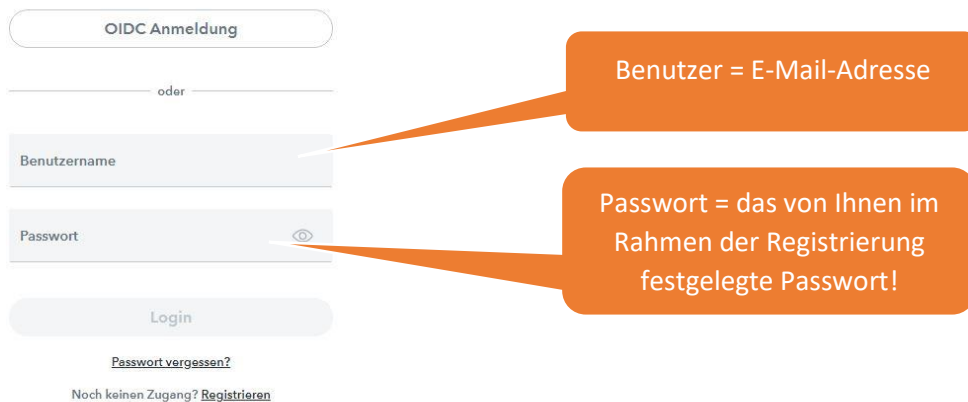 OIDC Anmeldung
oder
Benutzername
Passwort
Login
Passwort vergessen?
Noch keinen Zugang? Registrieren
Benutzer = E-Mail-Adresse
Passwort = das von Ihnen im
Rahmen der Registrierung
festgelegte Passwort!